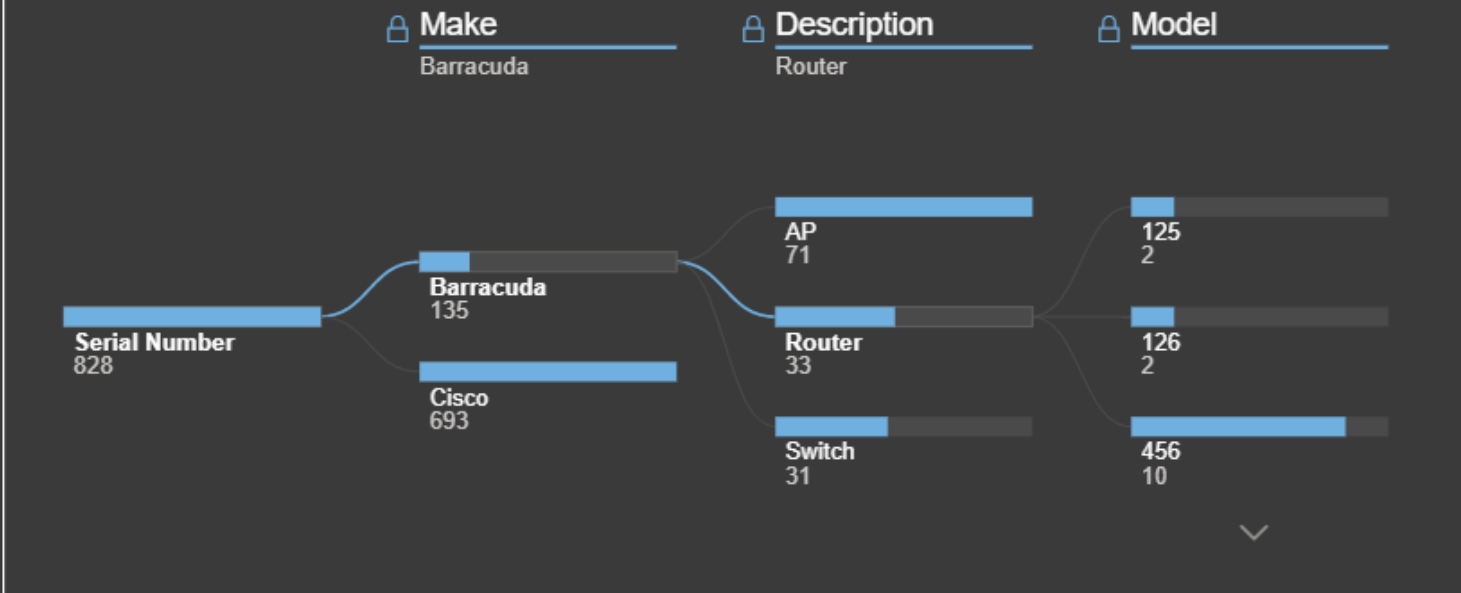 Make
Barracuda
Description
Router
Model
Serial Number
828
Barracuda
135
Cisco
693
AP
71
Router
33
Switch
31
125
2
126
2
456
10